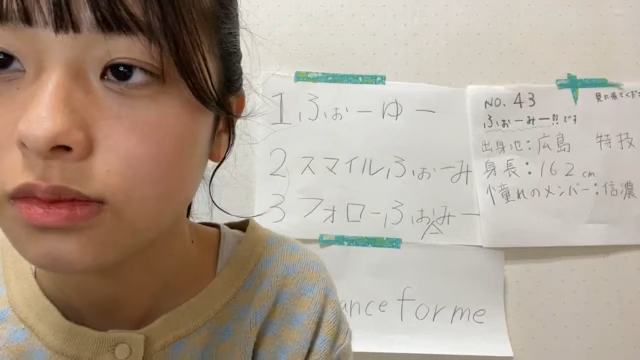 1 ふぉーゆー
2 スマイルふぉーみー
3 フォローふぉみー
NO. 43
ふぉーみー!!です
出身地:広島 特技
身長:162cm
憧れのメンバー:信濃
ance for me